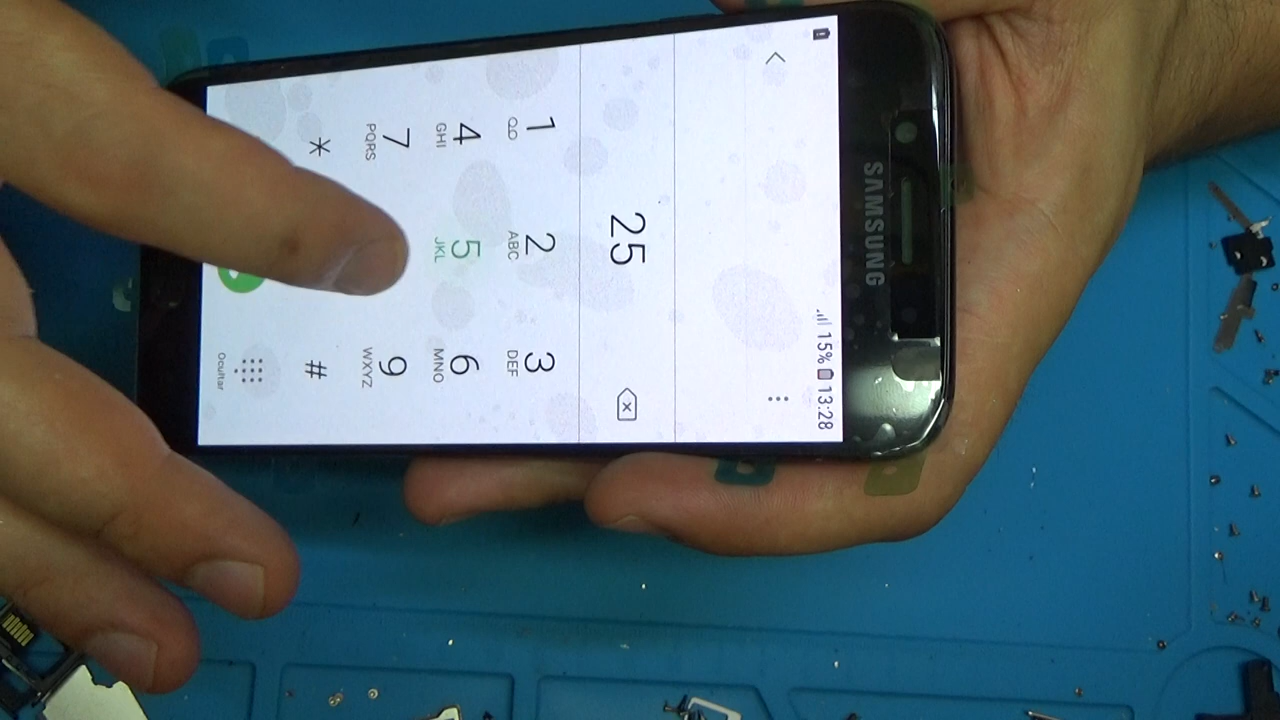 SAMSUNG
15% 13:28
25
1 2 3
ABC DEF
4 5 6
GHI JKL MNO
7 9
PQRS WXYZ
* #
Ocultar